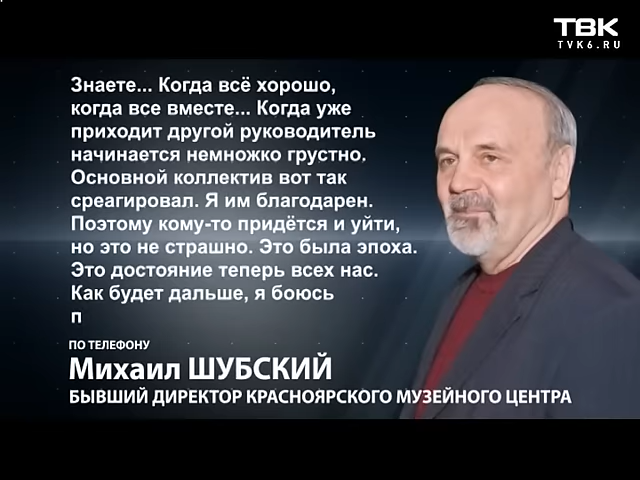 ТВК
TVK6.RU
Знаете... Когда всё хорошо,
когда все вместе... Когда уже
приходит другой руководитель
начинается немножко грустно.
Основной коллектив вот так
среагировал. Я им благодарен.
Поэтому кому-то придётся и уйти,
но это не страшно. Это была эпоха.
Это достояние теперь всех нас.
Как будет дальше, я боюсь
п
ПО ТЕЛЕФОНУ
Михаил ШУБСКИЙ
БЫВШИЙ ДИРЕКТОР КРАСНОЯРСКОГО МУЗЕЙНОГО ЦЕНТРА